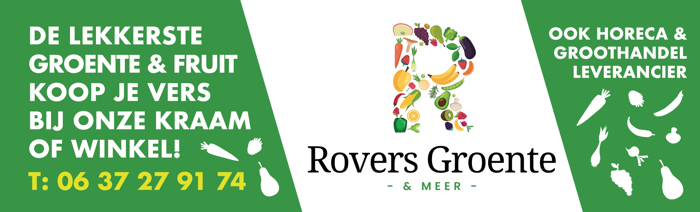 DE LEKKERSTE
GROENTE & FRUIT
KOOP JE VERS
BIJ ONZE KRAAM
OF WINKEL!
T: 06 37 27 91 74
R
Rovers Groente
- & MEER -
OOK HORECA &
GROOTHANDEL
LEVERANCIER